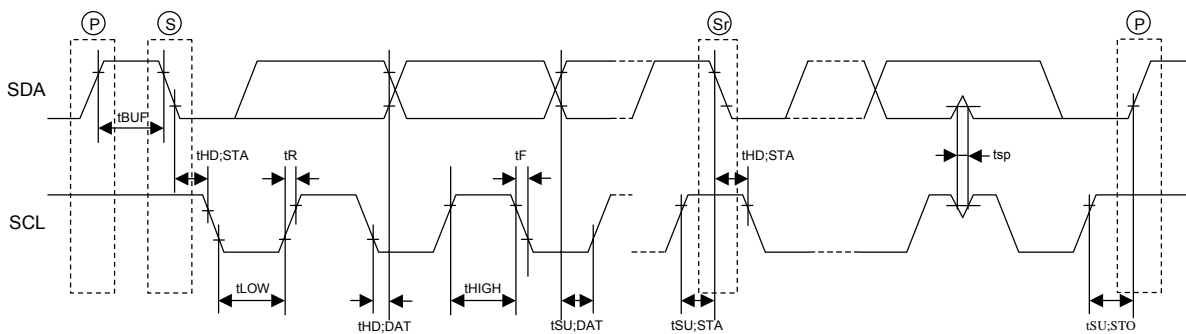 P
S
Sr
P
SDA
tBUF
tHD;STA
tR
tF
tHD;STA
tsp
SCL
tLOW
tHD;DAT
tHIGH
tSU;DAT
tSU;STA
tSU;STO